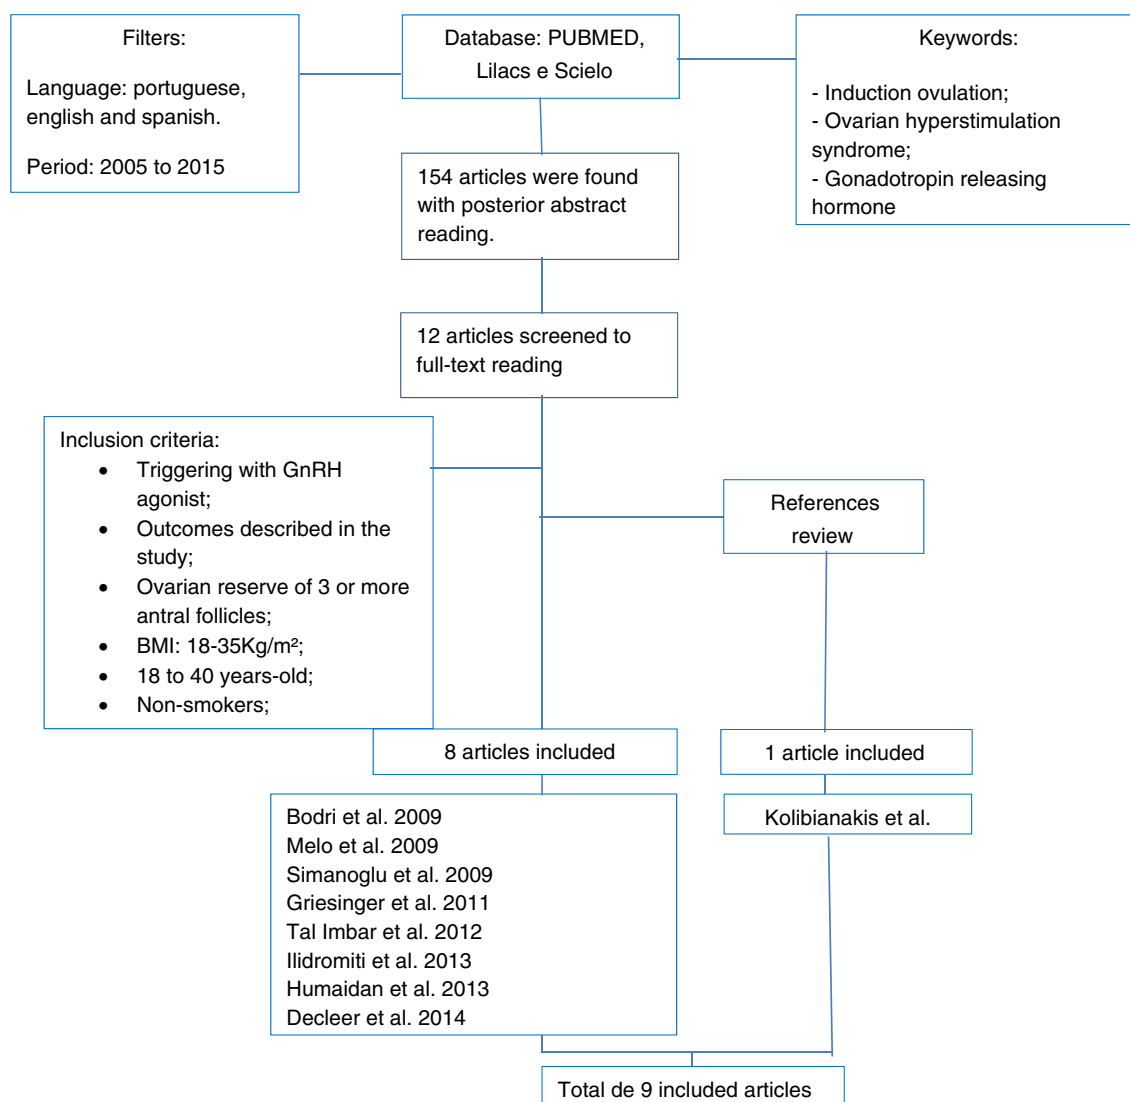 Filters:
Language: portuguese,
english and spanish.
Period: 2005 to 2015
Database: PUBMED,
Lilacs e Scielo
Keywords:
- Induction ovulation;
- Ovarian hyperstimulation
syndrome;
- Gonadotropin releasing
hormone
154 articles were found
with posterior abstract
reading.
12 articles screened to
full-text reading
Inclusion criteria:
• Triggering with GnRH
agonist;
• Outcomes described in the
study;
• Ovarian reserve of 3 or more
antral follicles;
• BMI: 18-35Kg/m²;
• 18 to 40 years-old;
• Non-smokers;
References
review
8 articles included
1 article included
Bodri et al. 2009
Melo et al. 2009
Simanoglu et al. 2009
Griesinger et al. 2011
Tal Imbar et al. 2012
Ilidromiti et al. 2013
Humaidan et al. 2013
Decleer et al. 2014
Kolibianakis et al.
Total de 9 included articles